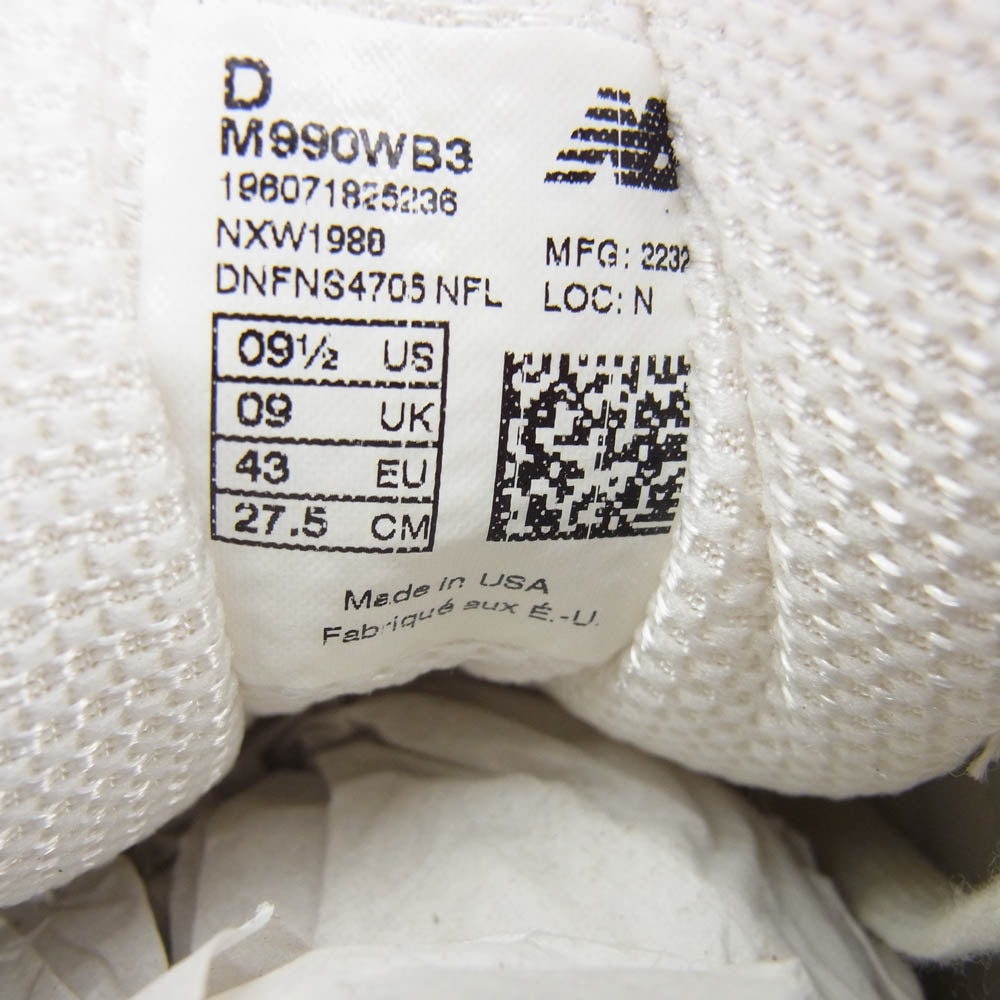 D
M990WB3
196071825236
NXW1980
DNFNS4705 NFL
MFG: 2232
LOC: N
09½ US
09 UK
43 EU
27.5 CM
Made in USA
Fabriqué aux É.-U.